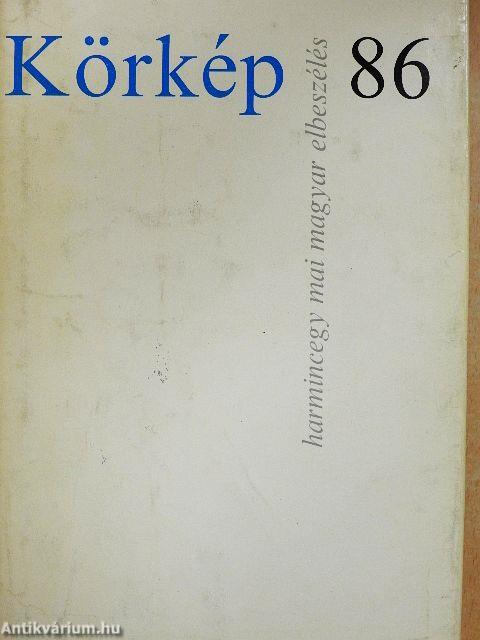 Körkép 86
harmincegy mai magyar elbeszélés
Antikvárium.hu